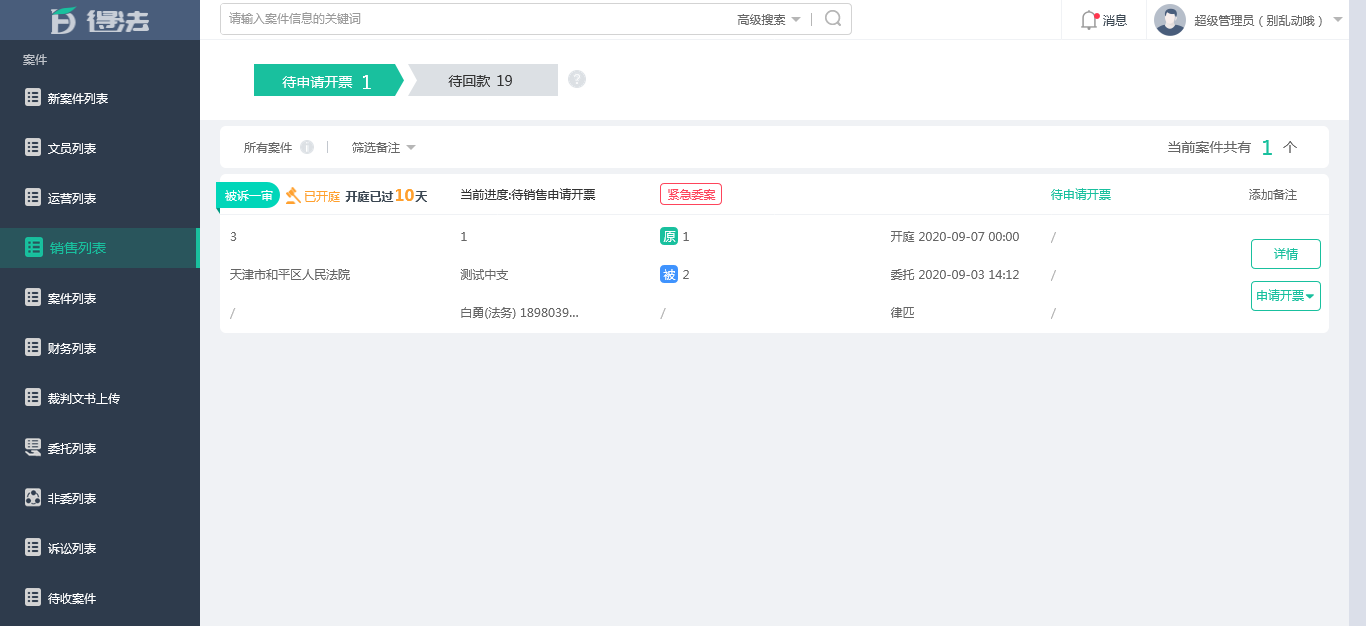 得法
请输入案件信息的关键词
高级搜索
消息
超级管理员（别乱动哦）
案件
新案件列表
文员列表
运营列表
销售列表
案件列表
财务列表
裁判文书上传
委托列表
非委列表
诉讼列表
待收案件
待申请开票 1
待回款 19
?
所有案件
筛选备注
当前案件共有 1 个
被诉一审 已开庭 开庭已过10天 当前进度:待销售申请开票 紧急委案 待申请开票 添加备注
3 1 原 1 开庭 2020-09-07 00:00 /
天津市和平区人民法院 测试中支 被 2 委托 2020-09-03 14:12 /
/ 白勇(法务) 1898039... / 律匹 /
详情
申请开票